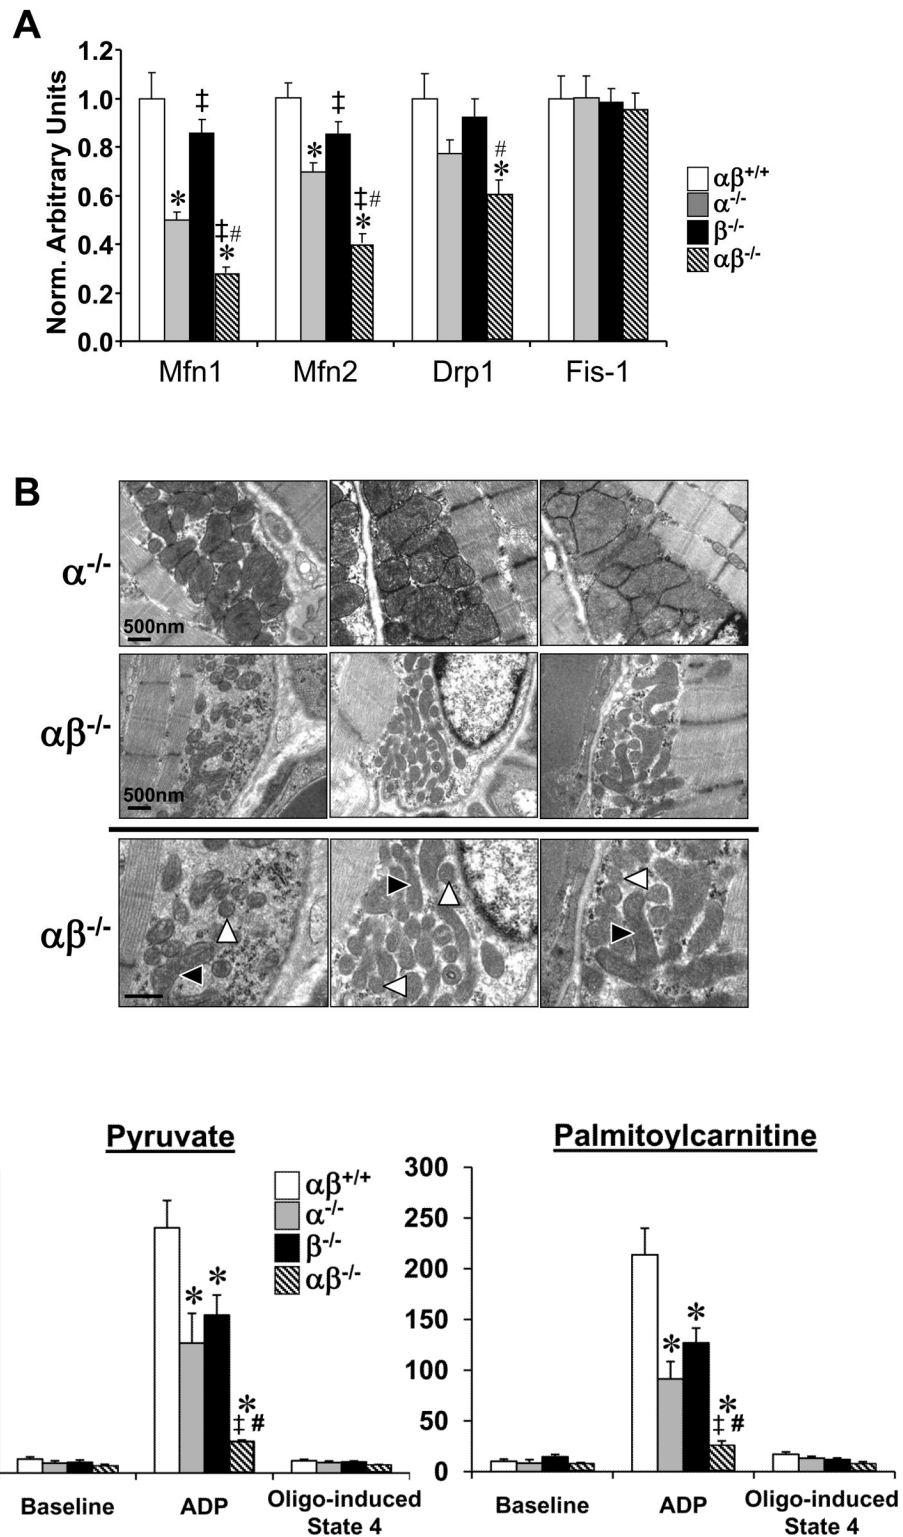 A
1.2
1.0
0.8
0.6
0.4
0.2
0.0
Norm. Arbitrary Units
‡
*
‡#
*
‡
*
‡#
*
#
*
Mfn1 Mfn2 Drp1 Fis-1
αβ+/+
α-/-
β-/-
αβ-/-
B
α-/-
500nm
αβ-/-
500nm
αβ-/-
Pyruvate
αβ+/+
α-/-
β-/-
αβ-/-
* *
*
‡ #
Baseline ADP Oligo-induced
State 4
Palmitoylcarnitine
300
250
200
150
100
50
0
* *
*
‡ #
Baseline ADP Oligo-induced
State 4